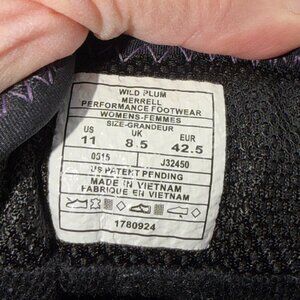 WILD PLUM
MERRELL
PERFORMANCE FOOTWEAR
WOMENS-FEMMES
SIZE-GRANDEUR
US UK EUR
11 8.5 42.5
0515 J32450
US PATENT PENDING
MADE IN VIETNAM
FABRIQUE EN VIETNAM
1780924